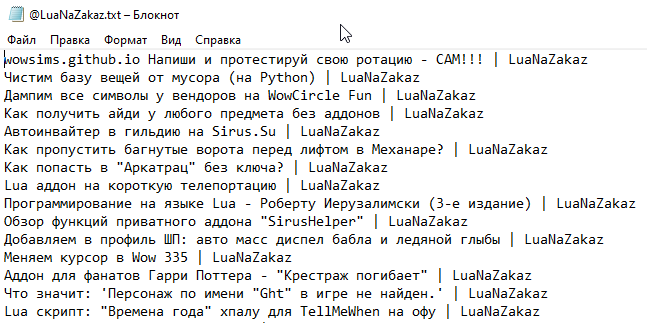 @LuaNaZakaz.txt – Блокнот
Файл Правка Формат Вид Справка
wowsims.github.io Напиши и протестируй свою ротацию - САМ!!! | LuaNaZakaz
Чистим базу вещей от мусора (на Python) | LuaNaZakaz
Дампим все символы у вендоров на WowCircle Fun | LuaNaZakaz
Как получить айди у любого предмета без аддонов | LuaNaZakaz
Автоинвайтер в гильдию на Sirus.Su | LuaNaZakaz
Как пропустить багнутые ворота перед лифтом в Механаре? | LuaNaZakaz
Как попасть в "Аркатрац" без ключа? | LuaNaZakaz
Lua аддон на короткую телепортацию | LuaNaZakaz
Программирование на языке Lua - Роберту Иерузалимски (3-е издание) | LuaNaZakaz
Обзор функций приватного аддона "SirusHelper" | LuaNaZakaz
Добавляем в профиль ШП: авто масс диспел бабла и ледяной глыбы | LuaNaZakaz
Меняем курсор в Wow 335 | LuaNaZakaz
Аддон для фанатов Гарри Поттера - "Крестраж погибает" | LuaNaZakaz
Что значит: 'Персонаж по имени "Ght" в игре не найден.' | LuaNaZakaz
Lua скрипт: "Времена года" хпалу для TellMeWhen на офу | LuaNaZakaz